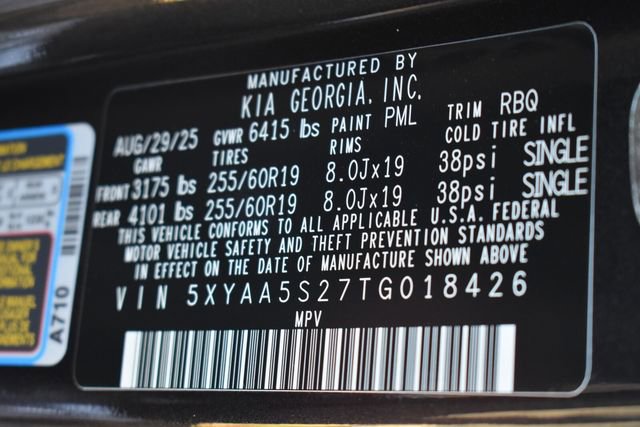 MANUFACTURED BY
KIA GEORGIA, INC.
AUG/29/25 GVWR 6415 lbs PAINT PML TRIM RBQ
GAWR TIRES RIMS COLD TIRE INFL
FRONT 3175 lbs 255/60R19 8.0Jx19 38psi SINGLE
REAR 4101 lbs 255/60R19 8.0Jx19 38psi SINGLE
THIS VEHICLE CONFORMS TO ALL APPLICABLE U.S.A. FEDERAL
MOTOR VEHICLE SAFETY AND THEFT PREVENTION STANDARDS
IN EFFECT ON THE DATE OF MANUFACTURE SHOWN ABOVE
VIN 5XYAA5S27TG018426
MPV
A710